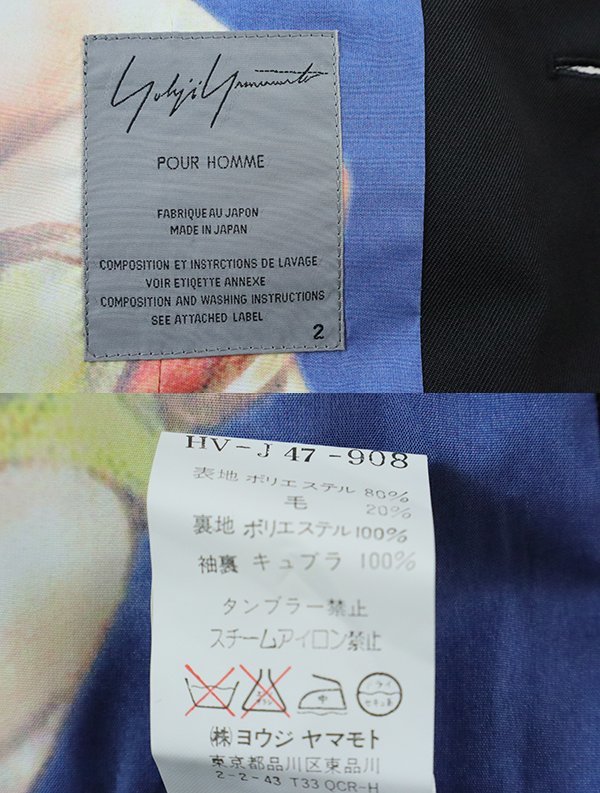 Yohji Yamamoto
POUR HOMME
FABRIQUE AU JAPON
MADE IN JAPAN
COMPOSITION ET INSTRCTIONS DE LAVAGE
VOIR ETIQETTE ANNEXE
COMPOSITION AND WASHING INSTRUCTIONS
SEE ATTACHED LABEL
2
HV-J 47-908
表地 ポリエステル 80%
毛 20%
裏地 ポリエステル 100%
袖裏 キュプラ 100%
タンブラー禁止
スチームアイロン禁止
ドライ
セキユ系
(株) ヨウジ ヤマモト
東京都品川区東品川
2-2-43 T33 QCR-H